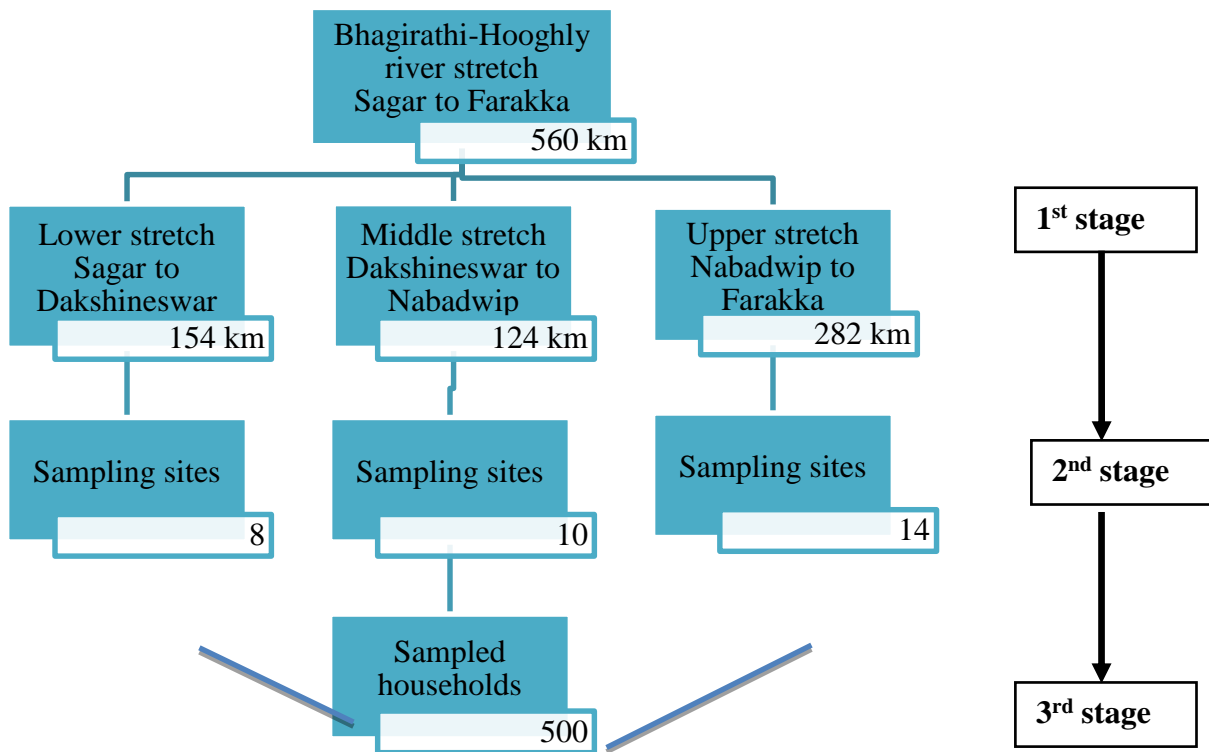 Bhagirathi-Hooghly
river stretch
Sagar to Farakka
560 km
Lower stretch
Sagar to
Dakshineswar
154 km
Middle stretch
Dakshineswar to
Nabadwip
124 km
Upper stretch
Nabadwip to
Farakka
282 km
1st stage
Sampling sites
8
Sampling sites
10
Sampling sites
14
2nd stage
Sampled
households
500
3rd stage